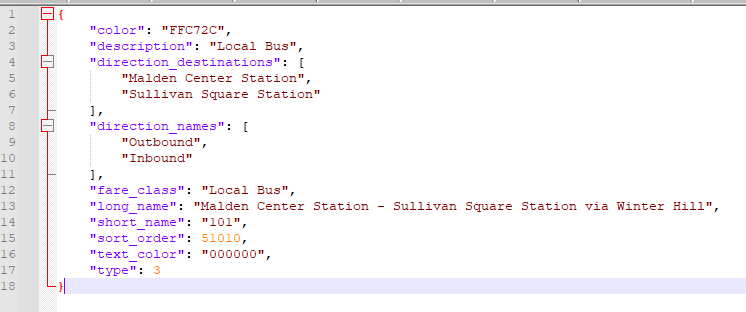 1 {
2 "color": "FFC72C",
3 "description": "Local Bus",
4 "direction_destinations": [
5 "Malden Center Station",
6 "Sullivan Square Station"
7 ],
8 "direction_names": [
9 "Outbound",
10 "Inbound"
11 ],
12 "fare_class": "Local Bus",
13 "long_name": "Malden Center Station - Sullivan Square Station via Winter Hill",
14 "short_name": "101",
15 "sort_order": 51010,
16 "text_color": "000000",
17 "type": 3
18 }